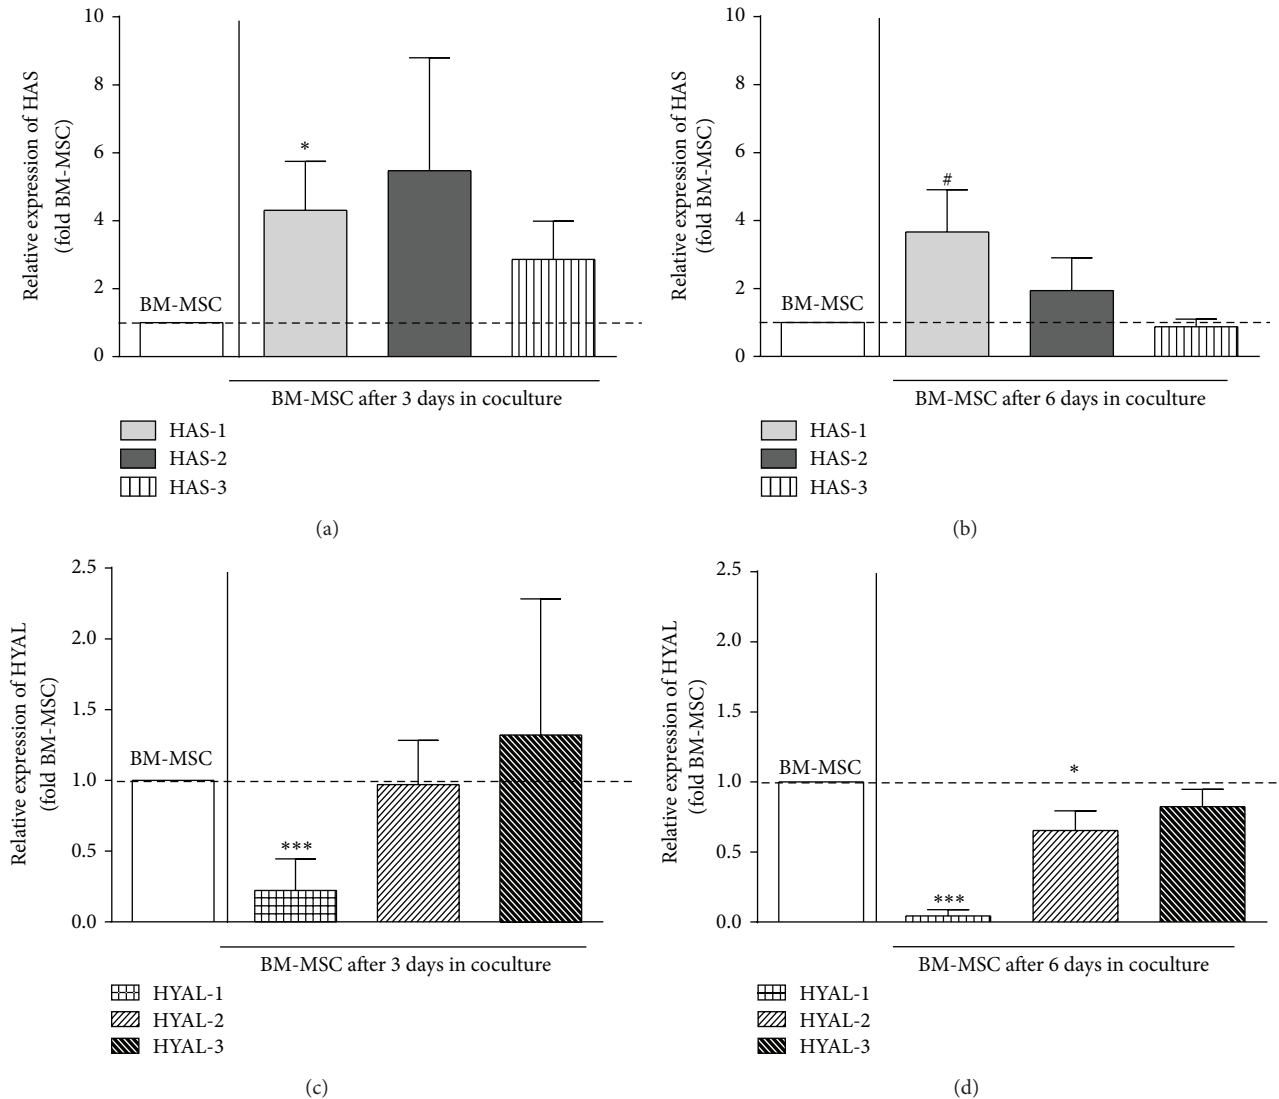 Relative expression of HAS
(fold BM-MSC)
10
8
6
4
2
0
BM-MSC
*
BM-MSC after 3 days in coculture
HAS-1
HAS-2
HAS-3
(a)
Relative expression of HAS
(fold BM-MSC)
10
8
6
4
2
0
BM-MSC
#
BM-MSC after 6 days in coculture
HAS-1
HAS-2
HAS-3
(b)
Relative expression of HYAL
(fold BM-MSC)
2.5
2.0
1.5
1.0
0.5
0.0
BM-MSC
***
BM-MSC after 3 days in coculture
HYAL-1
HYAL-2
HYAL-3
(c)
Relative expression of HYAL
(fold BM-MSC)
2.5
2.0
1.5
1.0
0.5
0.0
BM-MSC
***
*
BM-MSC after 6 days in coculture
HYAL-1
HYAL-2
HYAL-3
(d)